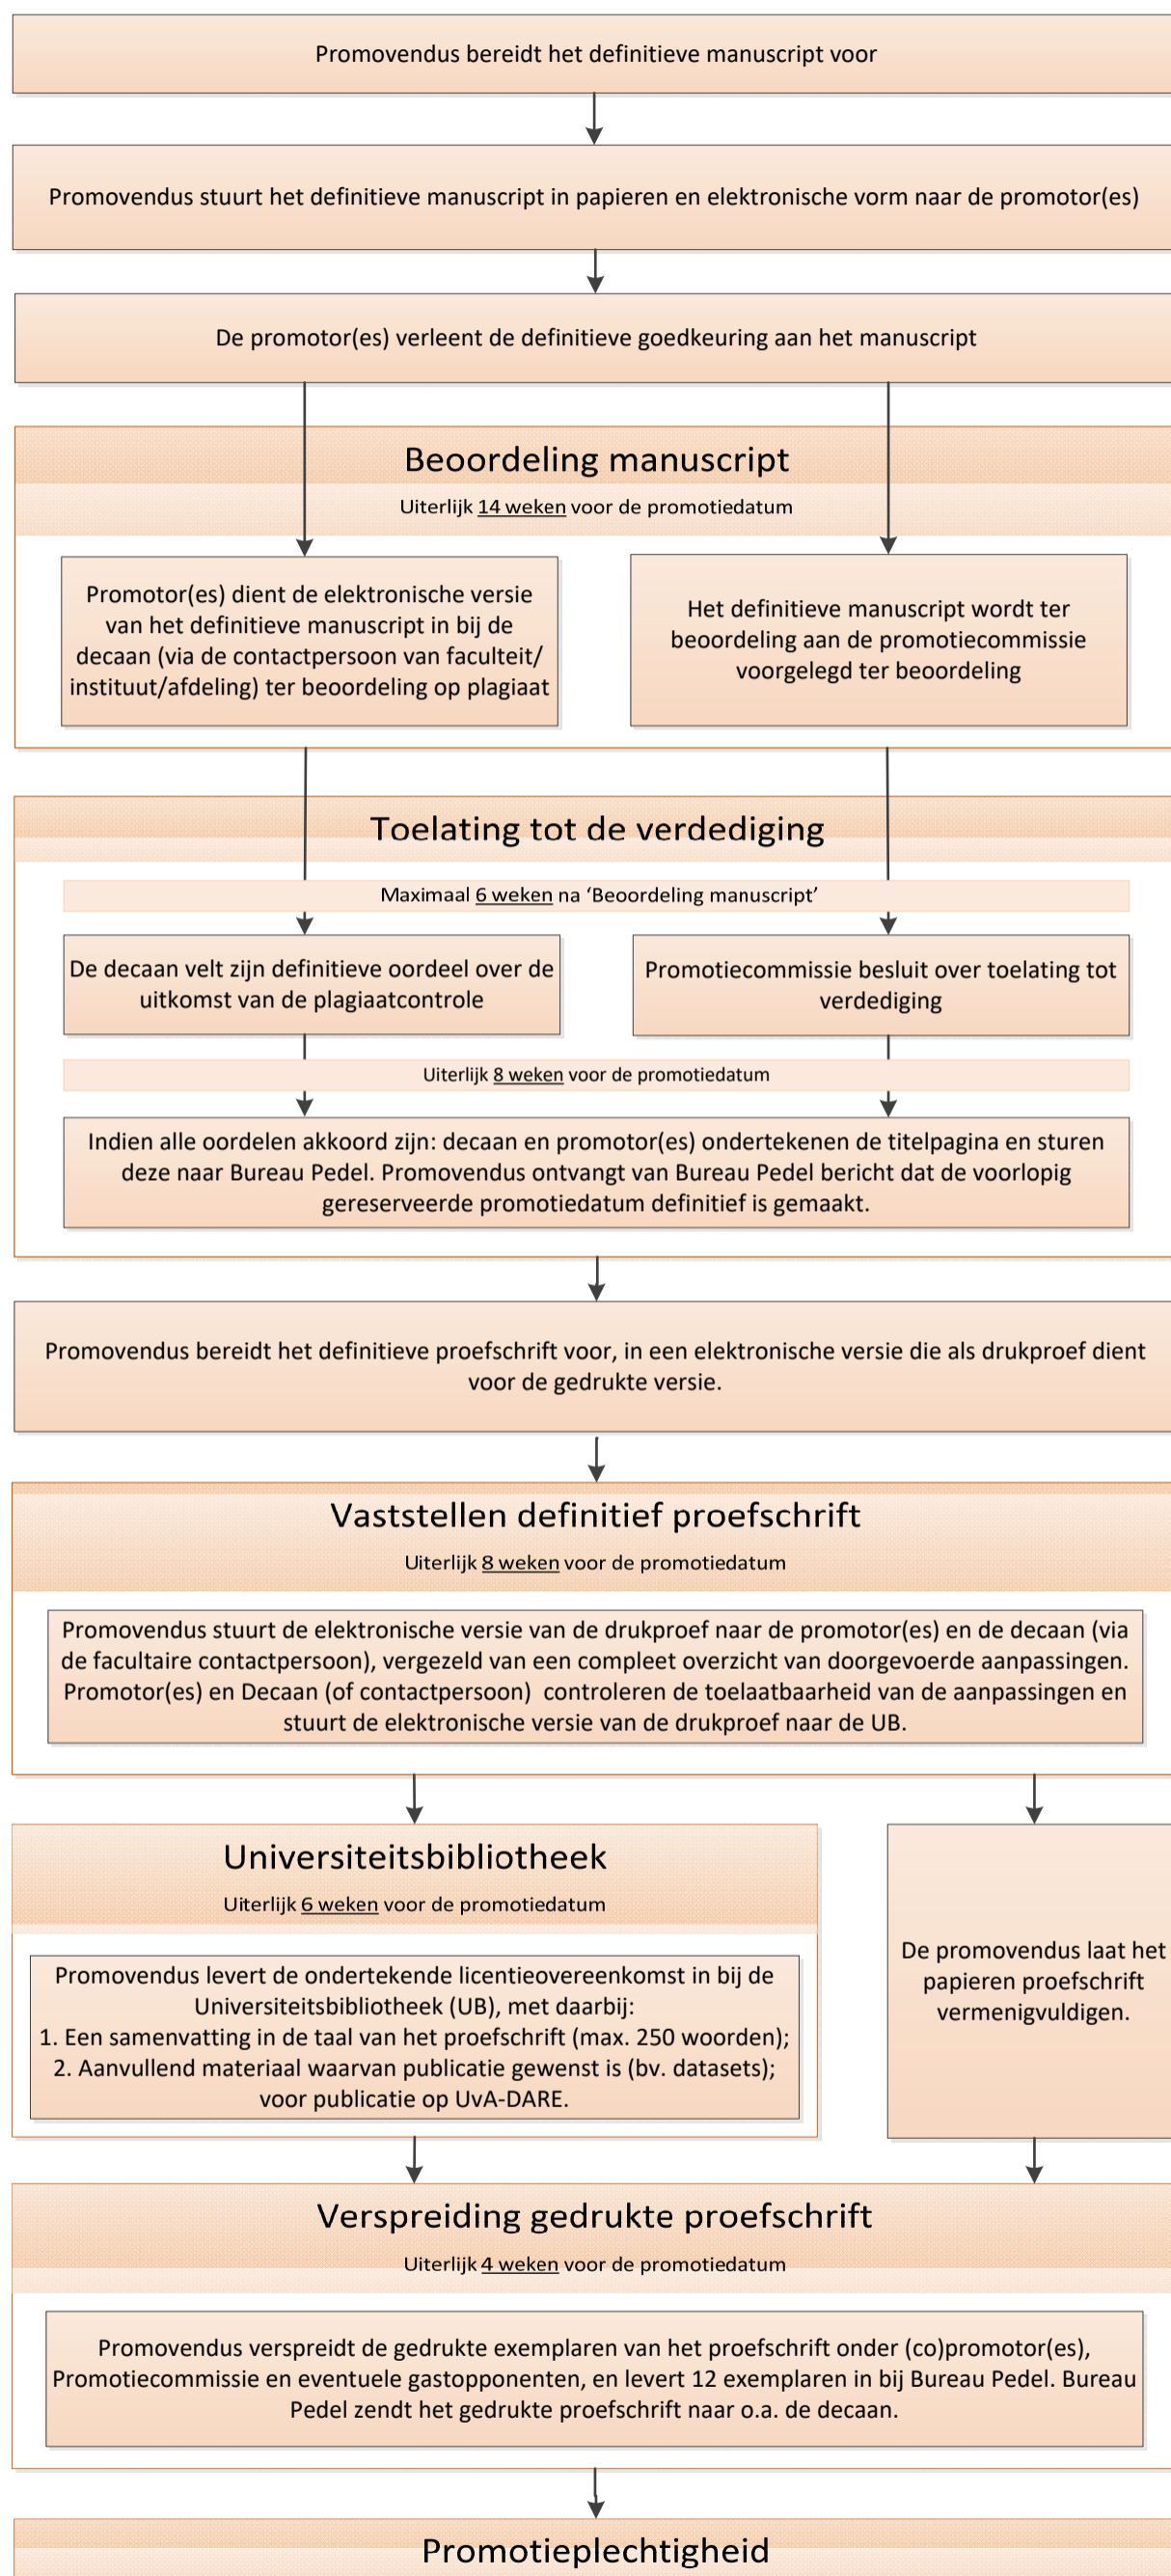 Promovendus bereidt het definitieve manuscript voor
Promovendus stuurt het definitieve manuscript in papieren en elektronische vorm naar de promotor(es)
De promotor(es) verleent de definitieve goedkeuring aan het manuscript
Beoordeling manuscript
Uiterlijk 14 weken voor de promotiedatum
Promotor(es) dient de elektronische versie
van het definitieve manuscript in bij de
decaan (via de contactpersoon van faculteit/
instituut/afdeling) ter beoordeling op plagiaat
Het definitieve manuscript wordt ter
beoordeling aan de promotiecommissie
voorgelegd ter beoordeling
Toelating tot de verdediging
Maximaal 6 weken na ‘Beoordeling manuscript’
De decaan velt zijn definitieve oordeel over de
uitkomst van de plagiaatcontrole
Promotiecommissie besluit over toelating tot
verdediging
Uiterlijk 8 weken voor de promotiedatum
Indien alle oordelen akkoord zijn: decaan en promotor(es) ondertekenen de titelpagina en sturen
deze naar Bureau Pedel. Promovendus ontvangt van Bureau Pedel bericht dat de voorlopig
gereserveerde promotiedatum definitief is gemaakt.
Promovendus bereidt het definitieve proefschrift voor, in een elektronische versie die als drukproef dient
voor de gedrukte versie.
Vaststellen definitief proefschrift
Uiterlijk 8 weken voor de promotiedatum
Promovendus stuurt de elektronische versie van de drukproef naar de promotor(es) en de decaan (via
de facultaire contactpersoon), vergezeld van een compleet overzicht van doorgevoerde aanpassingen.
Promotor(es) en Decaan (of contactpersoon)  controleren de toelaatbaarheid van de aanpassingen en
stuurt de elektronische versie van de drukproef naar de UB.
Universiteitsbibliotheek
Uiterlijk 6 weken voor de promotiedatum
Promovendus levert de ondertekende licentieovereenkomst in bij de
Universiteitsbibliotheek (UB), met daarbij:
1. Een samenvatting in de taal van het proefschrift (max. 250 woorden);
2. Aanvullend materiaal waarvan publicatie gewenst is (bv. datasets);
voor publicatie op UvA-DARE.
De promovendus laat het
papieren proefschrift
vermenigvuldigen.
Verspreiding gedrukte proefschrift
Uiterlijk 4 weken voor de promotiedatum
Promovendus verspreidt de gedrukte exemplaren van het proefschrift onder (co)promotor(es),
Promotiecommissie en eventuele gastopponenten, en levert 12 exemplaren in bij Bureau Pedel. Bureau
Pedel zendt het gedrukte proefschrift naar o.a. de decaan.
Promotieplechtigheid